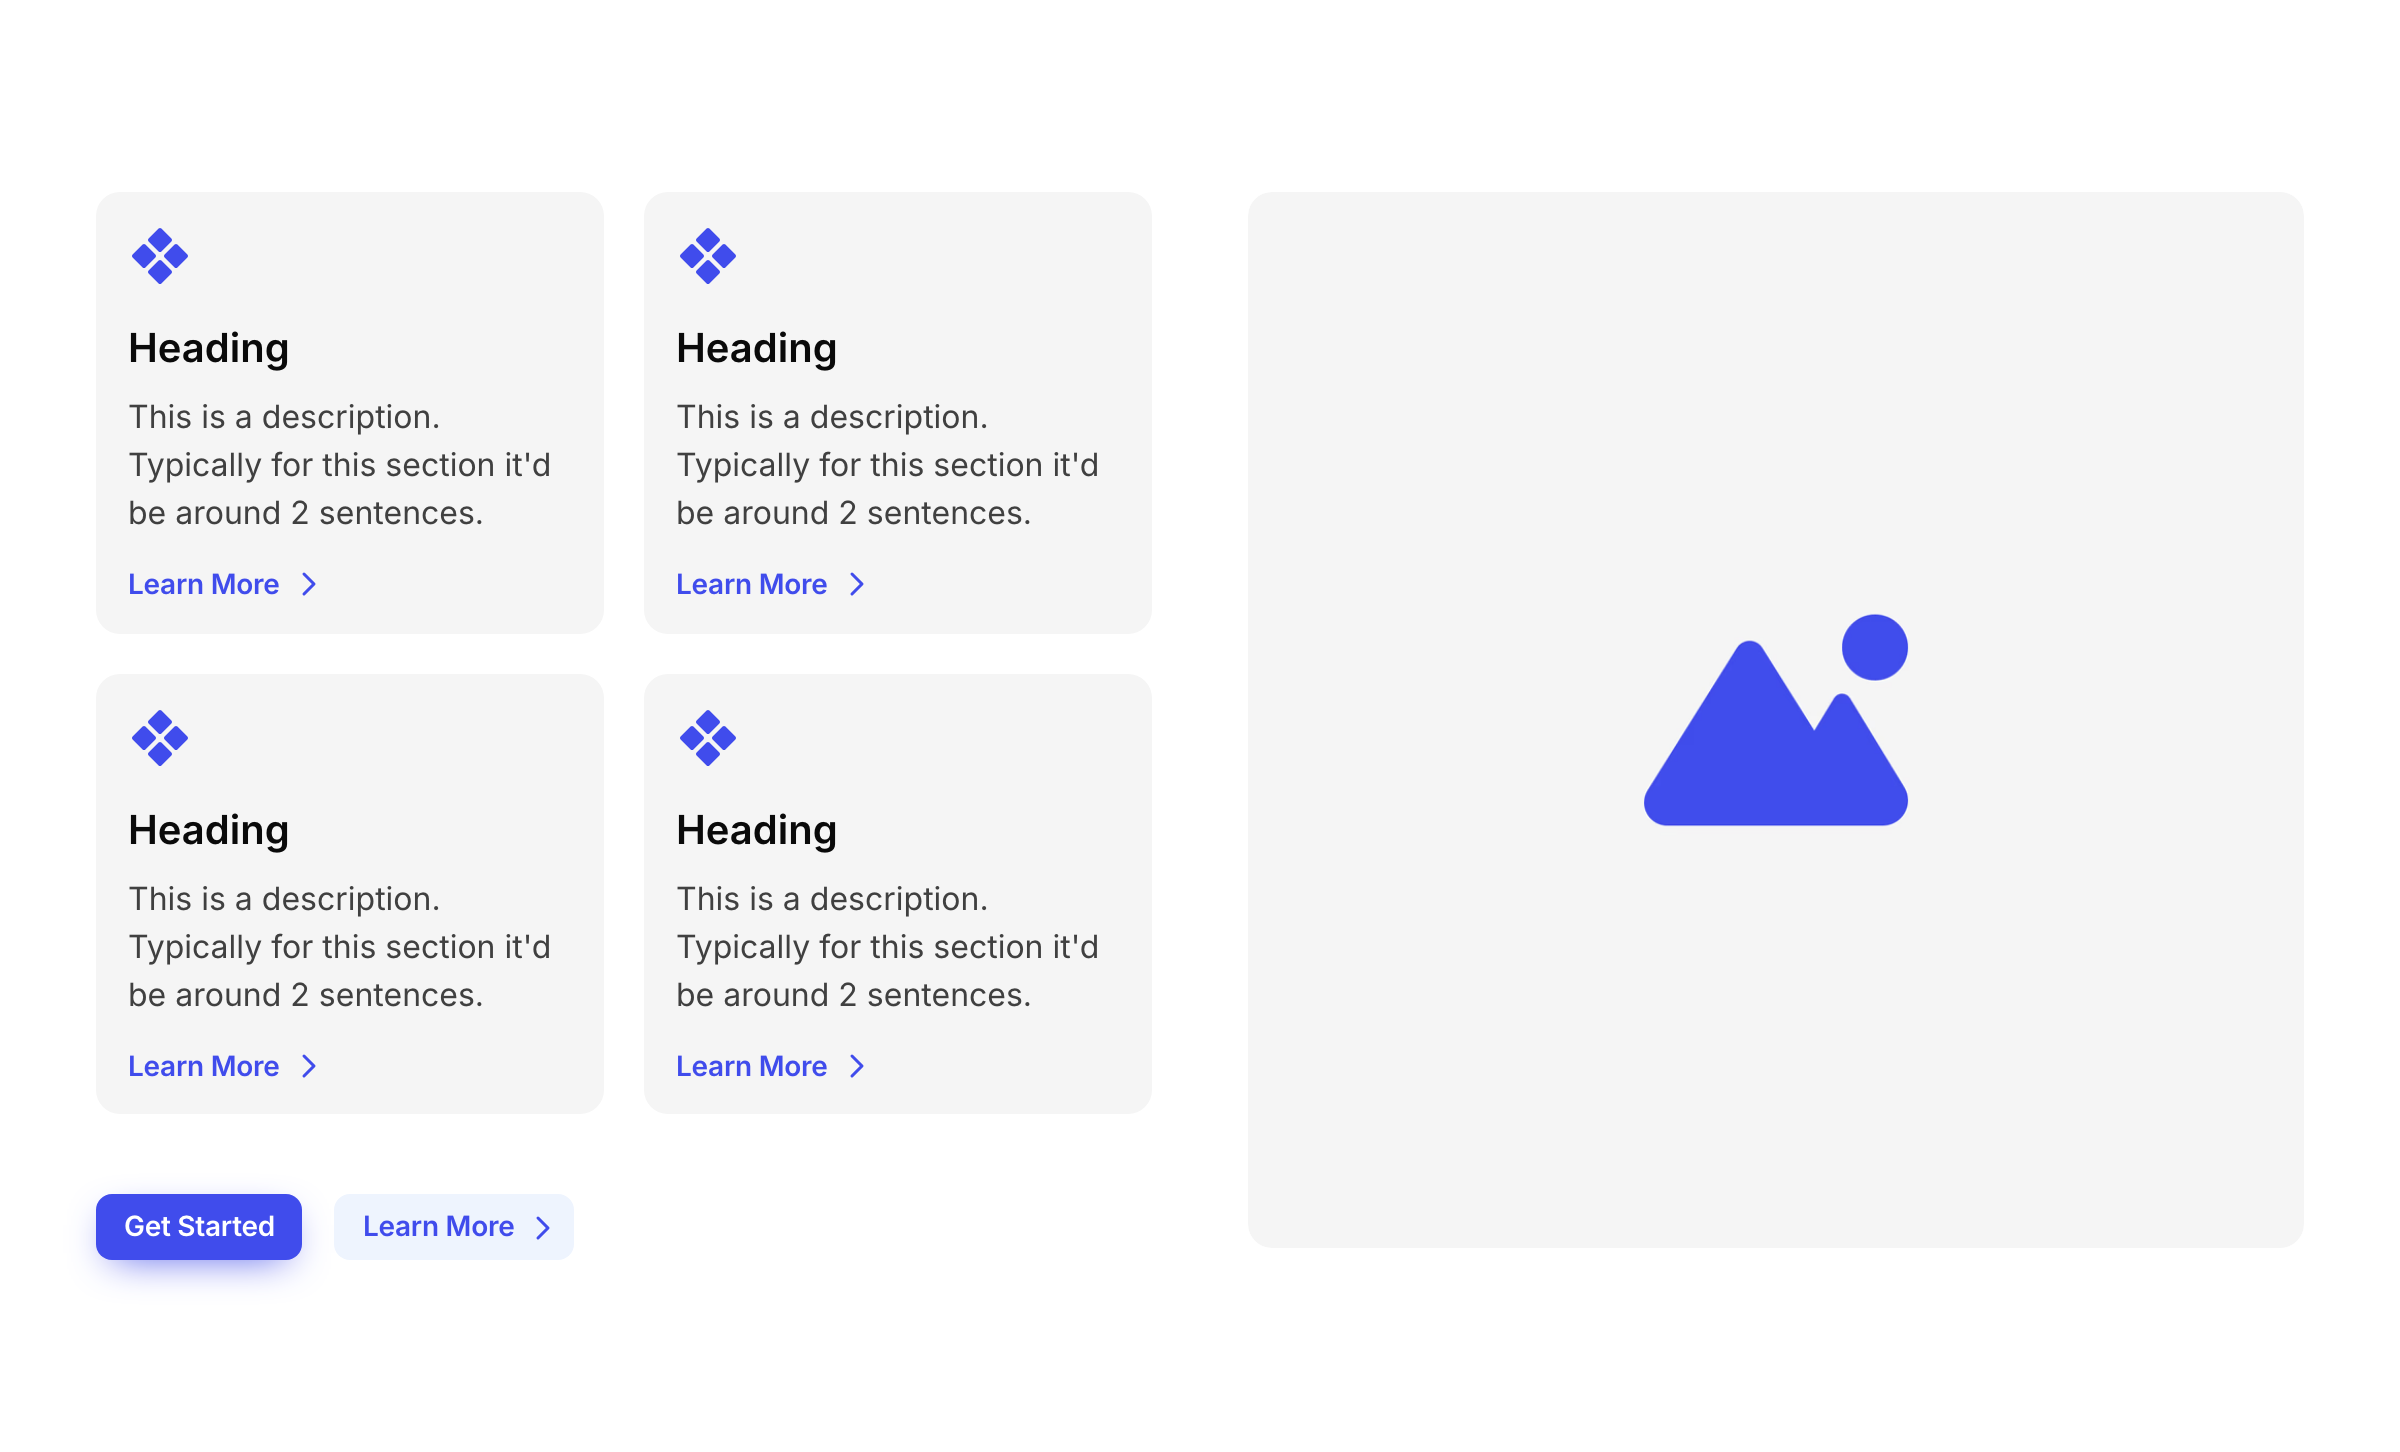 Heading
This is a description.
Typically for this section it'd
be around 2 sentences.
Learn More
Heading
This is a description.
Typically for this section it'd
be around 2 sentences.
Learn More
Heading
This is a description.
Typically for this section it'd
be around 2 sentences.
Learn More
Heading
This is a description.
Typically for this section it'd
be around 2 sentences.
Learn More
Get Started
Learn More